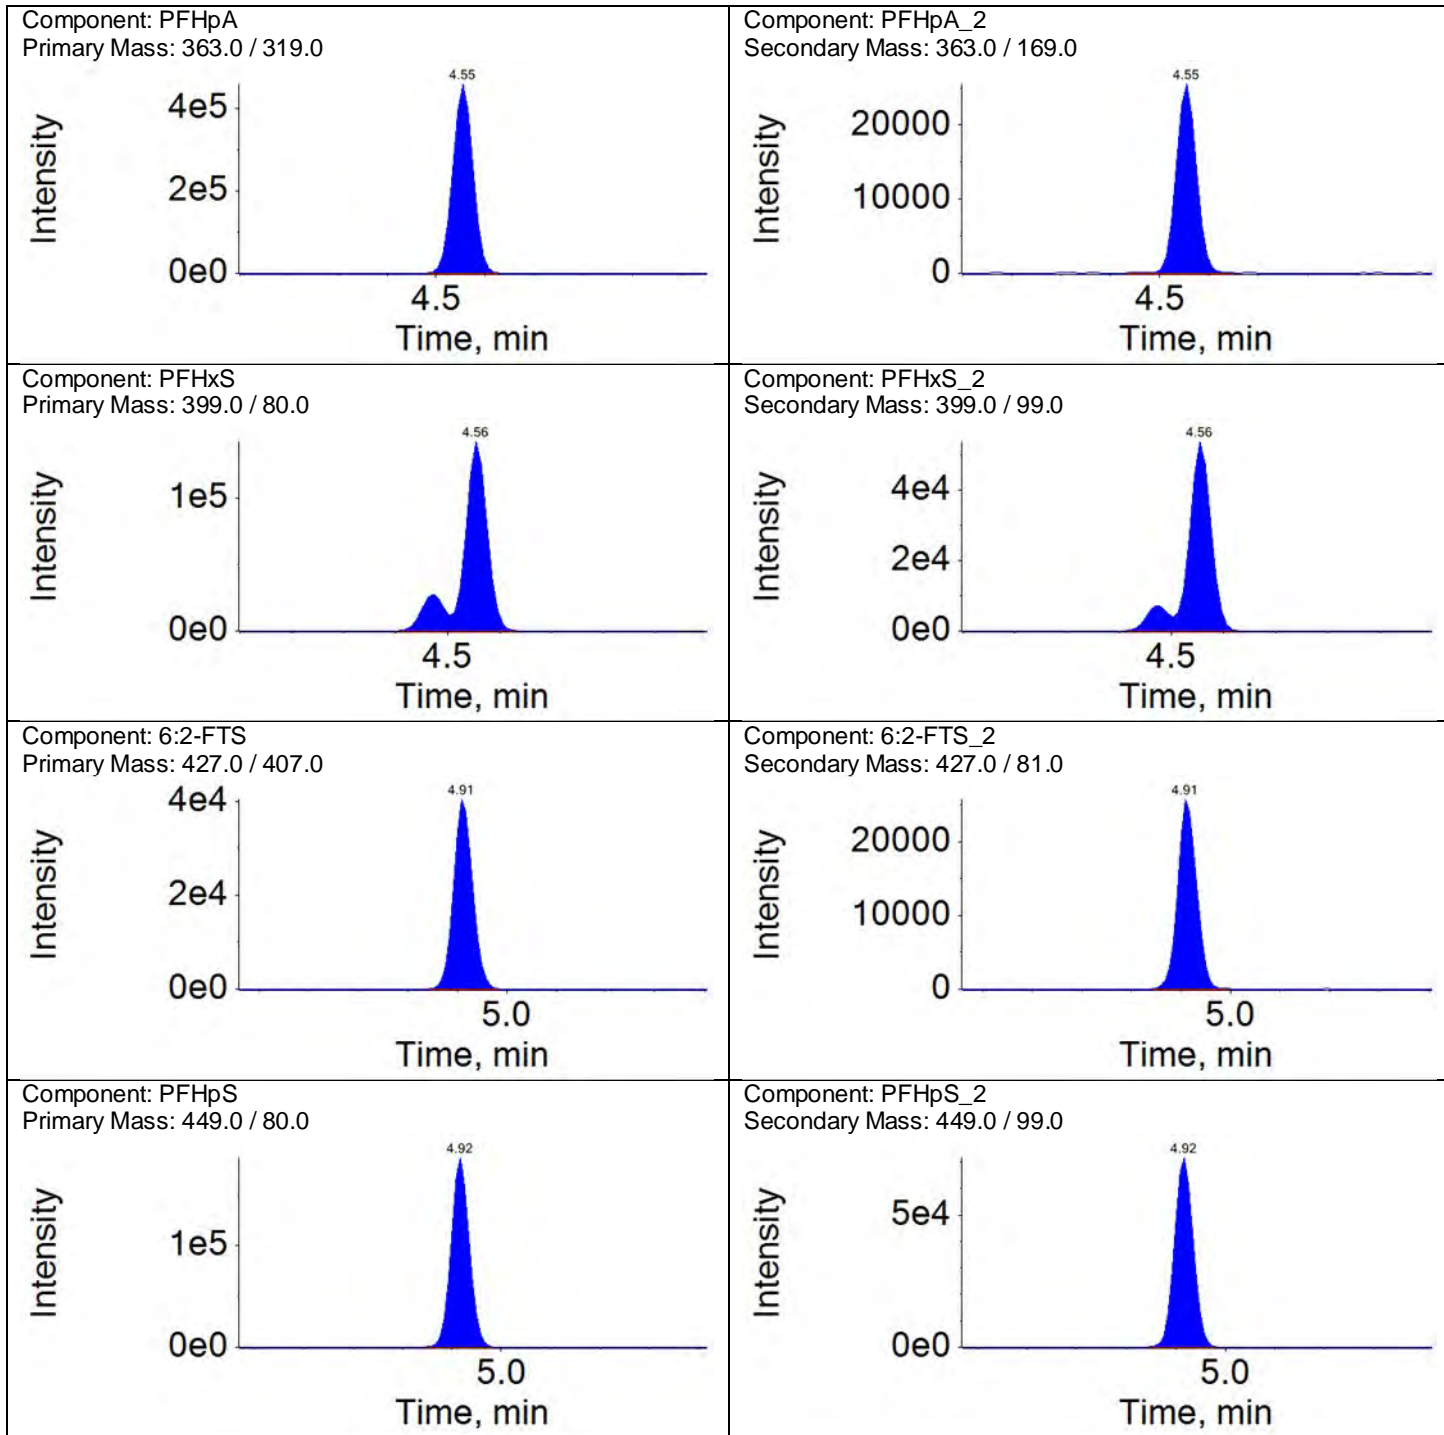 Component: PFHpA
Primary Mass: 363.0 / 319.0
4.55
4e5
2e5
0e0
Intensity
4.5
Time, min
Component: PFHpA_2
Secondary Mass: 363.0 / 169.0
4.55
20000
10000
0
Intensity
4.5
Time, min
Component: PFHxS
Primary Mass: 399.0 / 80.0
4.56
1e5
0e0
Intensity
4.5
Time, min
Component: PFHxS_2
Secondary Mass: 399.0 / 99.0
4.56
4e4
2e4
0e0
Intensity
4.5
Time, min
Component: 6:2-FTS
Primary Mass: 427.0 / 407.0
4.91
4e4
2e4
0e0
Intensity
5.0
Time, min
Component: 6:2-FTS_2
Secondary Mass: 427.0 / 81.0
4.91
20000
10000
0
Intensity
5.0
Time, min
Component: PFHpS
Primary Mass: 449.0 / 80.0
4.92
1e5
0e0
Intensity
5.0
Time, min
Component: PFHpS_2
Secondary Mass: 449.0 / 99.0
4.92
5e4
0e0
Intensity
5.0
Time, min